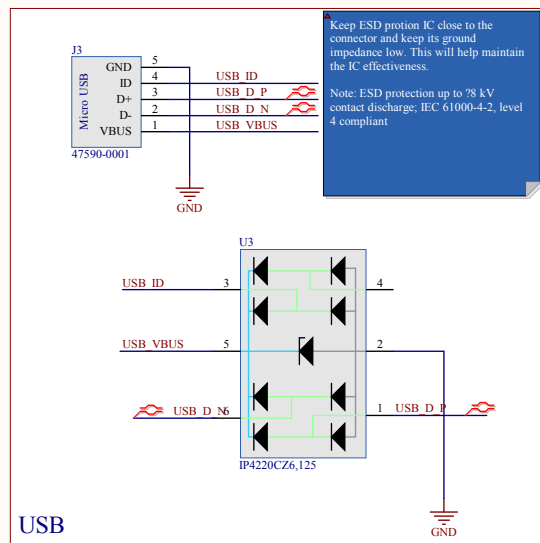 Keep ESD protion IC close to the
connector and keep its ground
impedance low. This will help maintain
the IC effectiveness.
Note: ESD protection up to ?8 kV
contact discharge; IEC 61000-4-2, level
4 compliant
J3
Micro USB
GND 5
ID 4 USB_ID
D+ 3 USB_D_P
D- 2 USB_D_N
VBUS 1 USB_VBUS
47590-0001
GND
U3
USB_ID 3 4
USB_VBUS 5 2
USB_D_N 6 1 USB_D_P
IP4220CZ6,125
GND
USB